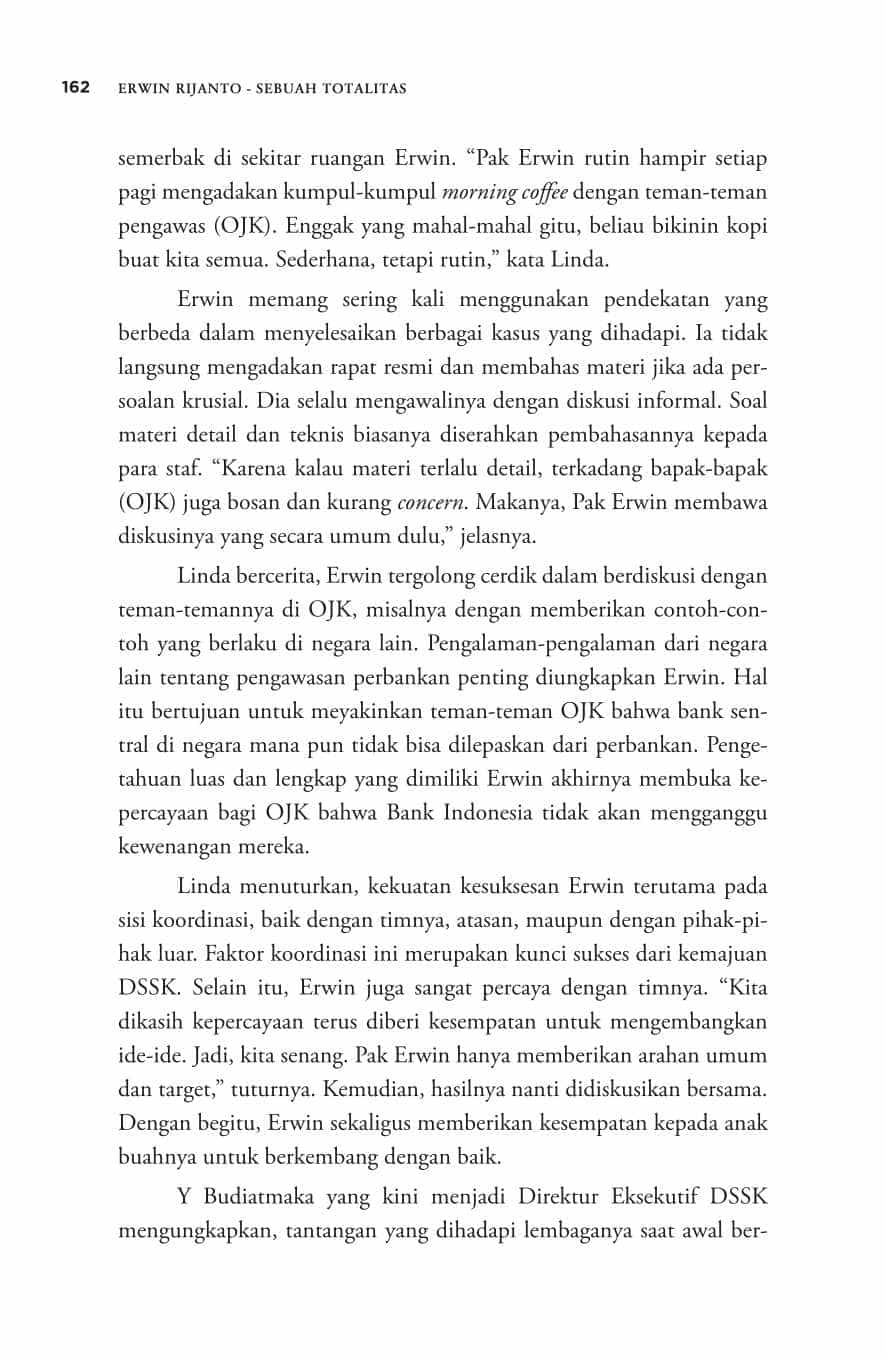 162 ERWIN RIJANTO - SEBUAH TOTALITAS
semerbak di sekitar ruangan Erwin. “Pak Erwin rutin hampir setiap
pagi mengadakan kumpul-kumpul morning coffee dengan teman-teman
pengawas (OJK). Enggak yang mahal-mahal gitu, beliau bikinin kopi
buat kita semua. Sederhana, tetapi rutin,” kata Linda.
Erwin memang sering kali menggunakan pendekatan yang
berbeda dalam menyelesaikan berbagai kasus yang dihadapi. Ia tidak
langsung mengadakan rapat resmi dan membahas materi jika ada per-
soalan krusial. Dia selalu mengawalinya dengan diskusi informal. Soal
materi detail dan teknis biasanya diserahkan pembahasannya kepada
para staf. “Karena kalau materi terlalu detail, terkadang bapak-bapak
(OJK) juga bosan dan kurang concern. Makanya, Pak Erwin membawa
diskusinya yang secara umum dulu,” jelasnya.
Linda bercerita, Erwin tergolong cerdik dalam berdiskusi dengan
teman-temannya di OJK, misalnya dengan memberikan contoh-con-
toh yang berlaku di negara lain. Pengalaman-pengalaman dari negara
lain tentang pengawasan perbankan penting diungkapkan Erwin. Hal
itu bertujuan untuk meyakinkan teman-teman OJK bahwa bank sen-
tral di negara mana pun tidak bisa dilepaskan dari perbankan. Penge-
tahuan luas dan lengkap yang dimiliki Erwin akhirnya membuka ke-
percayaan bagi OJK bahwa Bank Indonesia tidak akan mengganggu
kewenangan mereka.
Linda menuturkan, kekuatan kesuksesan Erwin terutama pada
sisi koordinasi, baik dengan timnya, atasan, maupun dengan pihak-pi-
hak luar. Faktor koordinasi ini merupakan kunci sukses dari kemajuan
DSSK. Selain itu, Erwin juga sangat percaya dengan timnya. “Kita
dikasih kepercayaan terus diberi kesempatan untuk mengembangkan
ide-ide. Jadi, kita senang. Pak Erwin hanya memberikan arahan umum
dan target,” tuturnya. Kemudian, hasilnya nanti didiskusikan bersama.
Dengan begitu, Erwin sekaligus memberikan kesempatan kepada anak
buahnya untuk berkembang dengan baik.
Y Budiatmaka yang kini menjadi Direktur Eksekutif DSSK
mengungkapkan, tantangan yang dihadapi lembaganya saat awal ber-